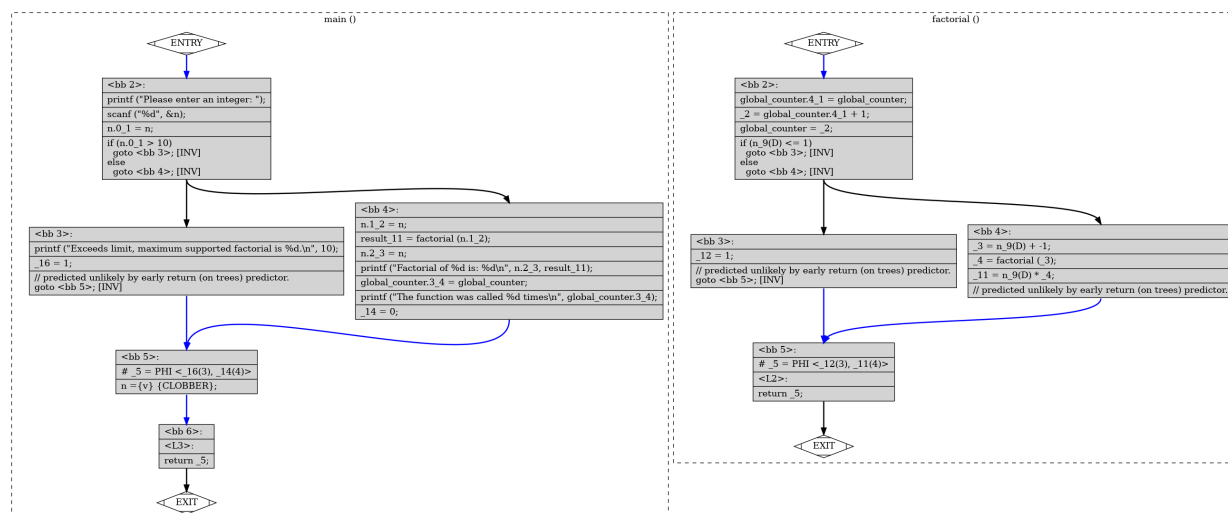 main ()
ENTRY
<bb 2>:
printf ("Please enter an integer: ");
scanf ("%d", &n);
n.0_1 = n;
if (n.0_1 > 10)
goto <bb 3>; [INV]
else
goto <bb 4>; [INV]
<bb 3>:
printf ("Exceeds limit, maximum supported factorial is %d.\n", 10);
_16 = 1;
// predicted unlikely by early return (on trees) predictor.
goto <bb 5>; [INV]
<bb 4>:
n.1_2 = n;
result_11 = factorial (n.1_2);
n.2_3 = n;
printf ("Factorial of %d is: %d\n", n.2_3, result_11);
global_counter.3_4 = global_counter;
printf ("The function was called %d times\n", global_counter.3_4);
_14 = 0;
<bb 5>:
# _5 = PHI <_16(3), _14(4)>
n ={v} {CLOBBER};
<bb 6>:
<L3>:
return _5;
EXIT
factorial ()
ENTRY
<bb 2>:
global_counter.4_1 = global_counter;
_2 = global_counter.4_1 + 1;
global_counter = _2;
if (n_9(D) <= 1)
goto <bb 3>; [INV]
else
goto <bb 4>; [INV]
<bb 3>:
_12 = 1;
// predicted unlikely by early return (on trees) predictor.
goto <bb 5>; [INV]
<bb 4>:
_3 = n_9(D) + -1;
_4 = factorial (_3);
_11 = n_9(D) * _4;
// predicted unlikely by early return (on trees) predictor.
<bb 5>:
# _5 = PHI <_12(3), _11(4)>
<L2>:
return _5;
EXIT